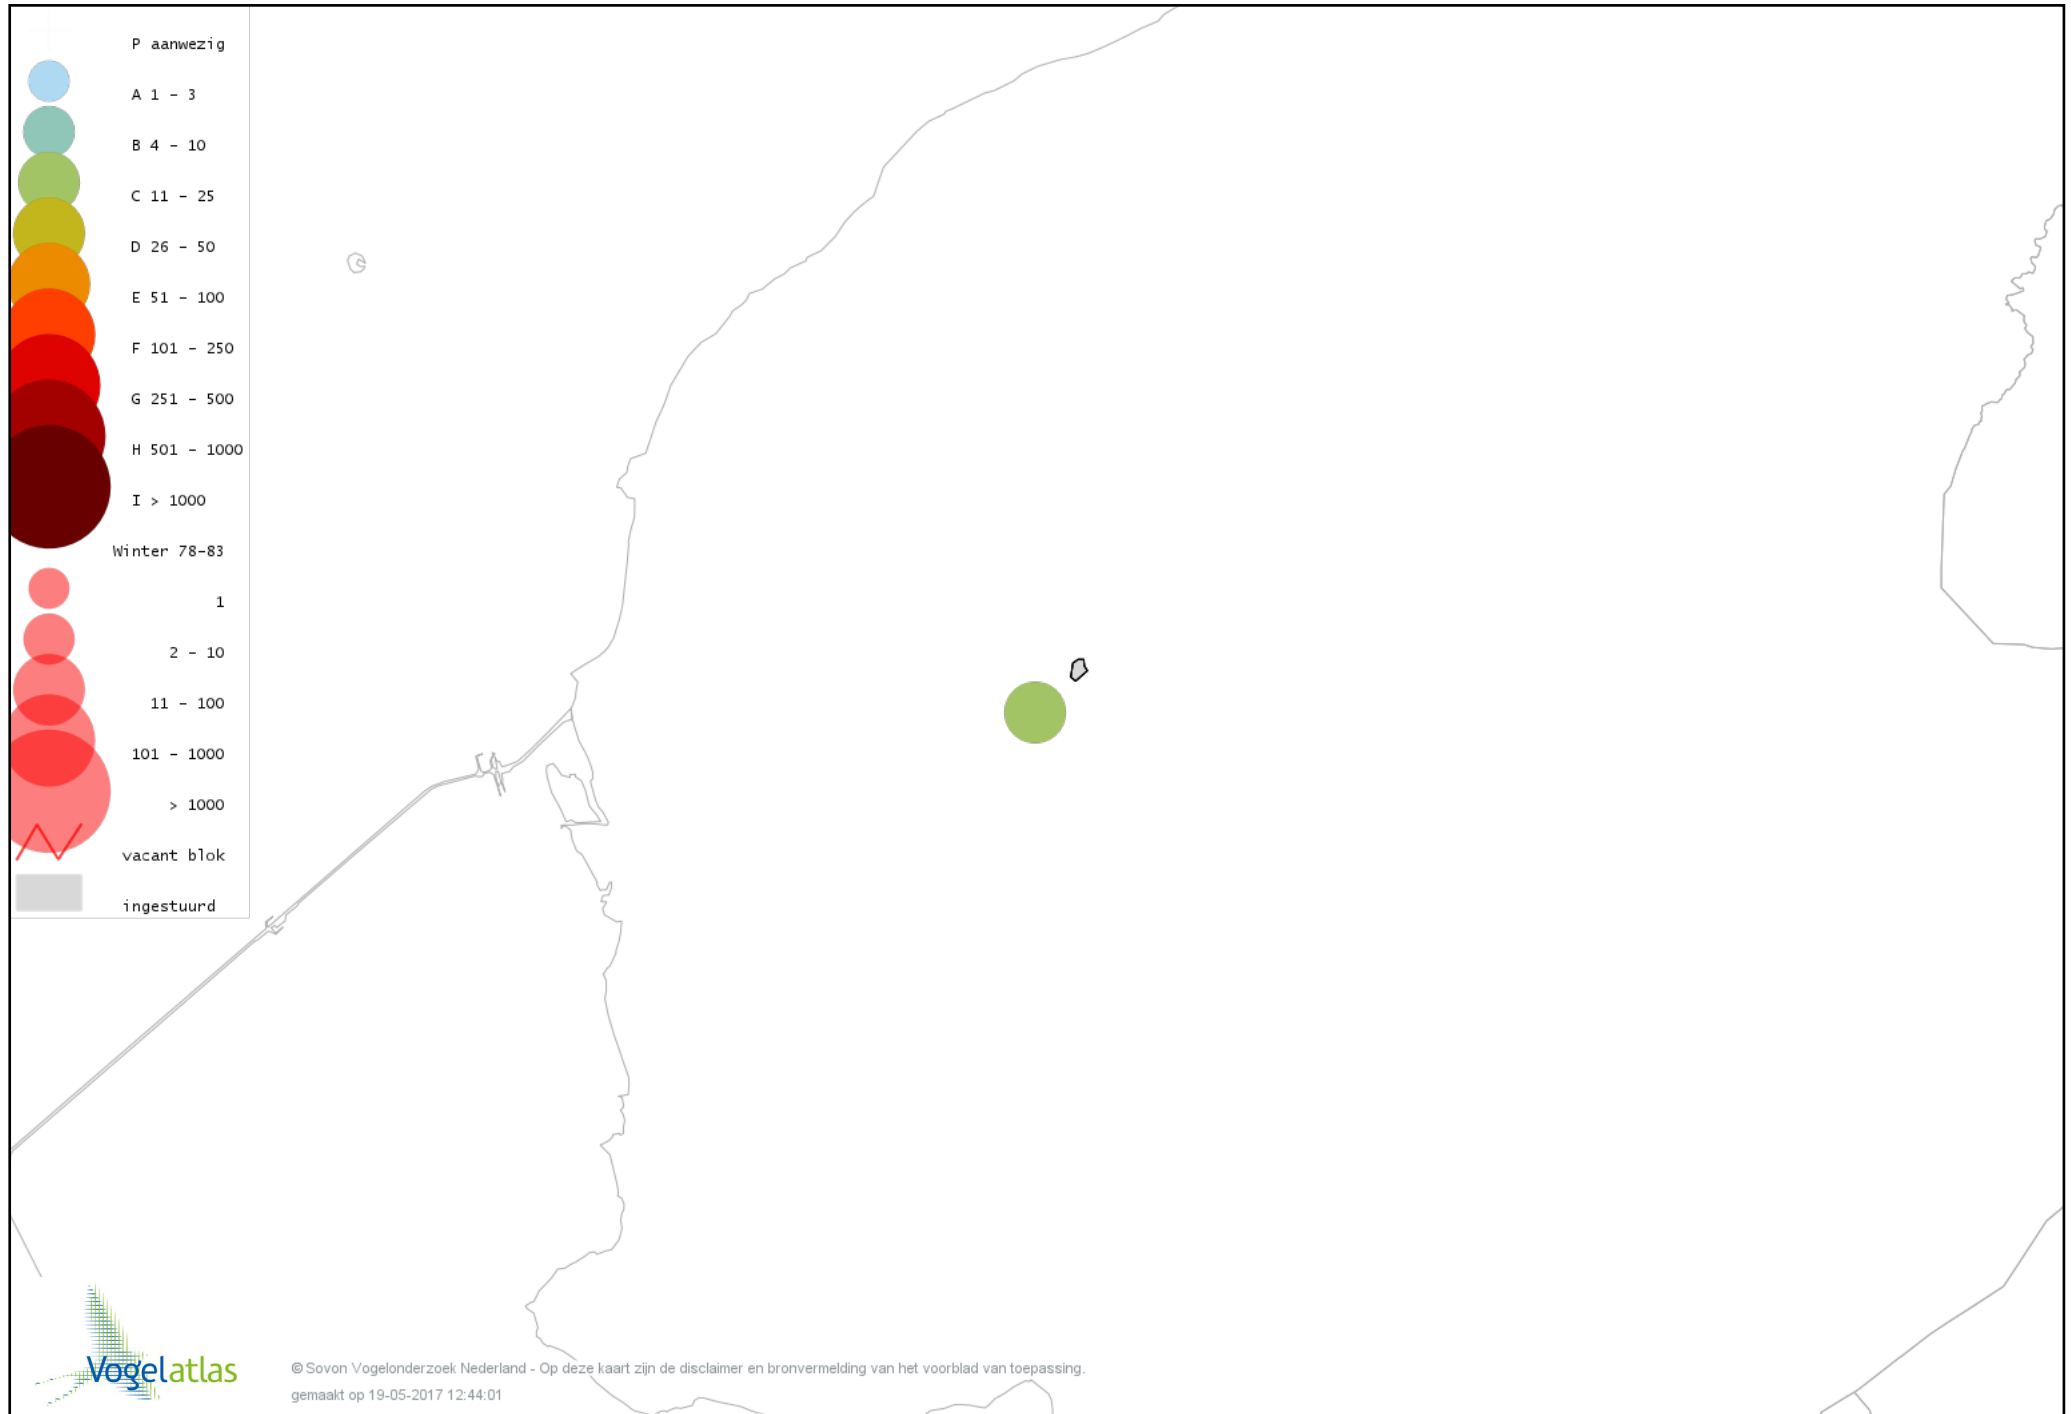 P aanwezig
A 1 - 3
B 4 - 10
C 11 - 25
D 26 - 50
E 51 - 100
F 101 - 250
G 251 - 500
H 501 - 1000
I > 1000
Winter 78-83
1
2 - 10
11 - 100
101 - 1000
> 1000
vacant blok
ingestuurd
Vogelatlas
© Sovon Vogelonderzoek Nederland - Op deze kaart zijn de disclaimer en bronvermelding van het voorblad van toepassing.
gemaakt op 19-05-2017 12:44:01